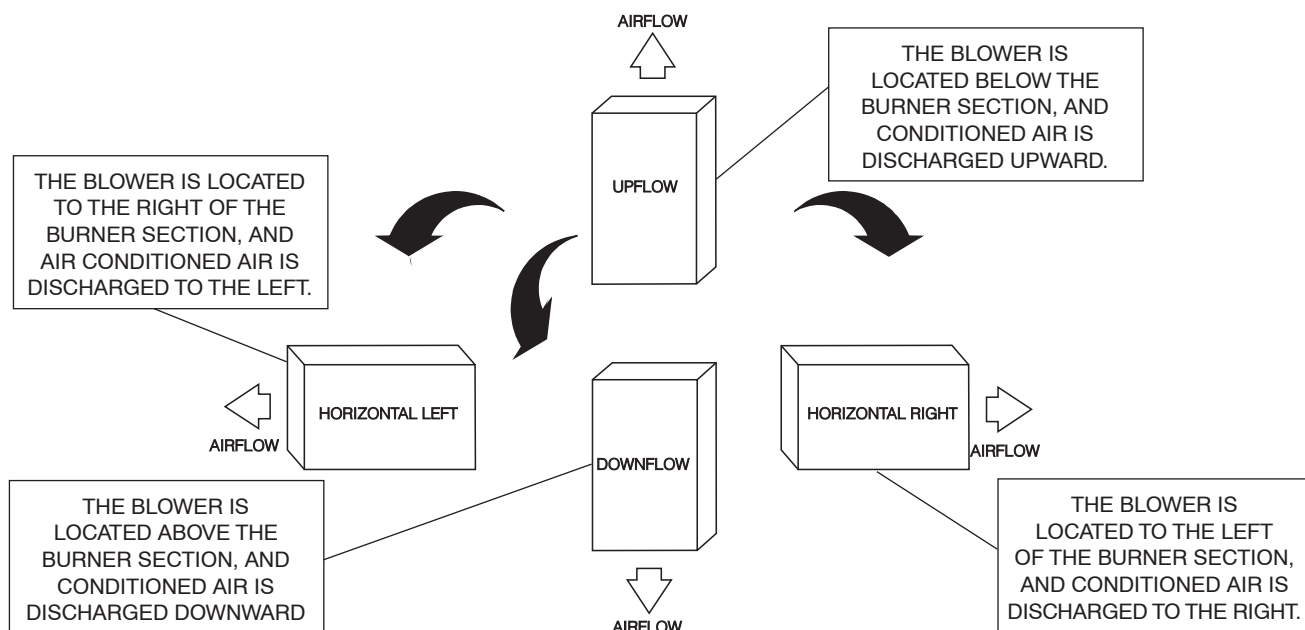 AIRFLOW
THE BLOWER IS
LOCATED BELOW THE
BURNER SECTION, AND
CONDITIONED AIR IS
DISCHARGED UPWARD.
UPFLOW
THE BLOWER IS LOCATED
TO THE RIGHT OF THE
BURNER SECTION, AND
AIR CONDITIONED AIR IS
DISCHARGED TO THE LEFT.
HORIZONTAL LEFT
AIRFLOW
HORIZONTAL RIGHT
AIRFLOW
DOWNFLOW
THE BLOWER IS
LOCATED ABOVE THE
BURNER SECTION, AND
CONDITIONED AIR IS
DISCHARGED DOWNWARD
THE BLOWER IS
LOCATED TO THE LEFT
OF THE BURNER SECTION,
AND CONDITIONED AIR IS
DISCHARGED TO THE RIGHT.
AIRFLOW